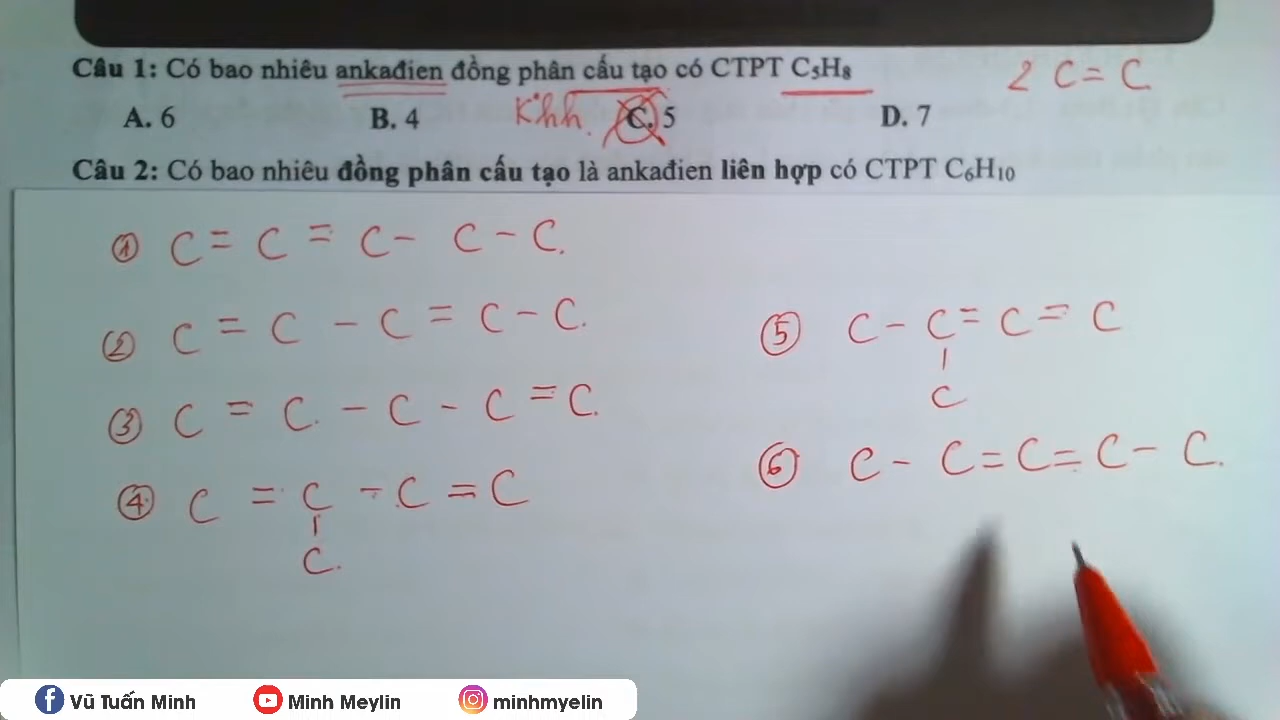 Câu 1: Có bao nhiêu ankađien đồng phân cấu tạo có CTPT C₅H₈
2 C = C
A. 6 B. 4 K hh. C. 5 D. 7
Câu 2: Có bao nhiêu đồng phân cấu tạo là ankađien liên hợp có CTPT C₆H₁₀
① C = C = C - C - C.
② C = C - C = C - C.
③ C = C. - C - C = C.
④ C = C - C = C
C.
⑤ C - C = C = C
C
⑥ C - C = C = C - C.
Vũ Tuấn Minh Minh Meylin minhmyelin